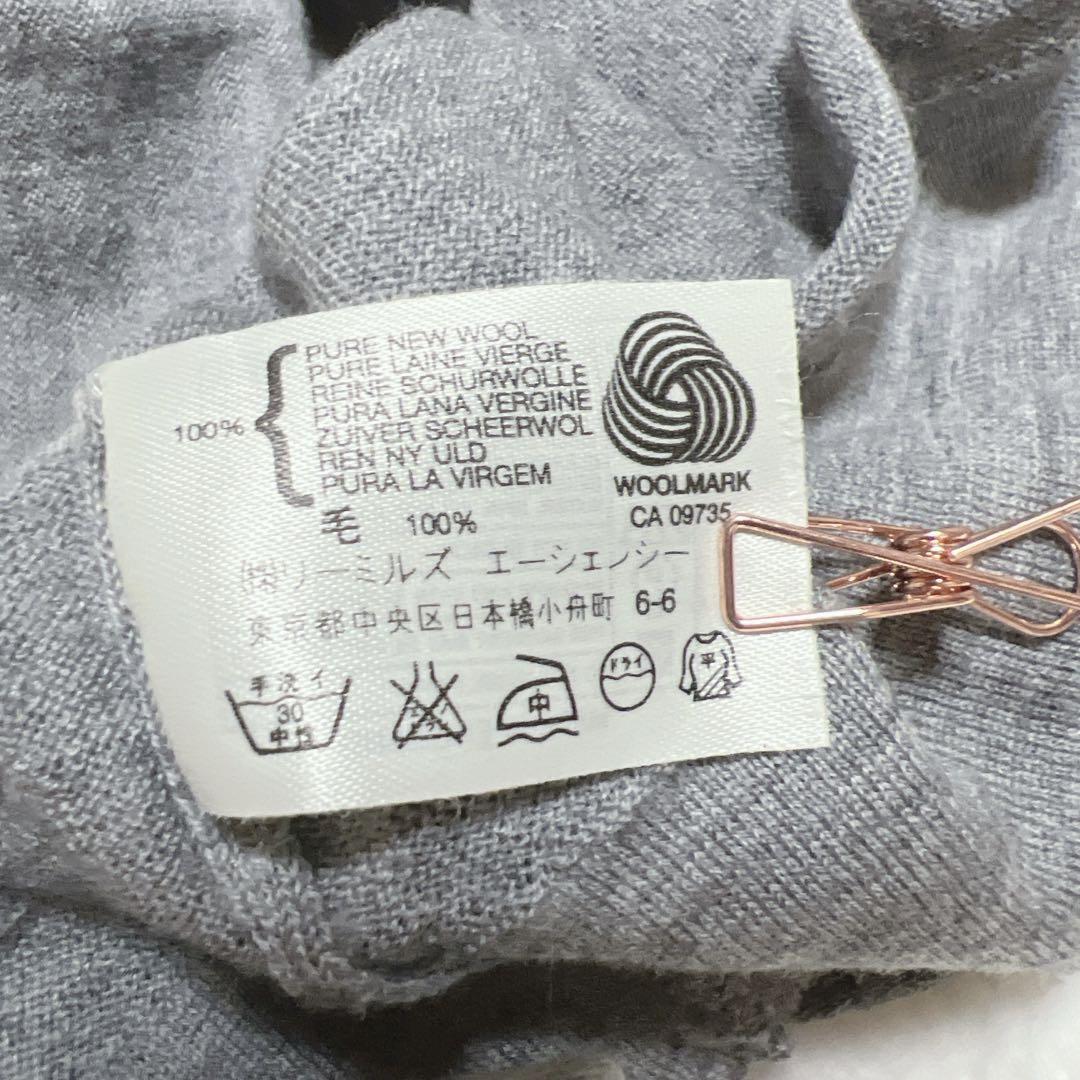 100%
PURE NEW WOOL
PURE LAINE VIERGE
REINE SCHURWOLLE
PURA LANA VERGINE
ZUIVER SCHEERWOL
REN NY ULD
PURA LA VIRGEM
WOOLMARK
CA 09735
毛 100%
㈱リーミルズ エーシェンシー
東京都中央区日本橋小舟町 6-6
手洗イ
30
中性
中
ドライ
平